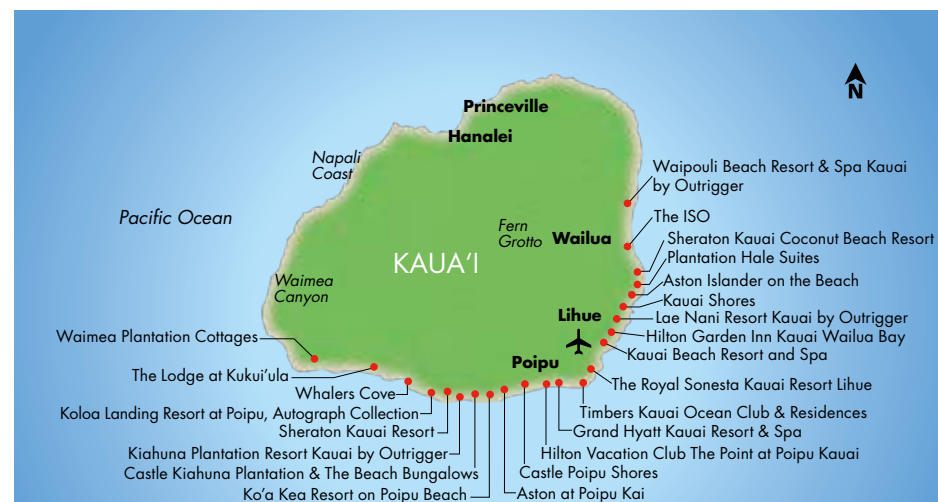 N
Princeville
Hanalei
Napali
Coast
Waipouli Beach Resort & Spa Kauai
by Outrigger
Pacific Ocean
The ISO
Fern
Grotto
Wailua
Sheraton Kauai Coconut Beach Resort
Plantation Hale Suites
KAUA‘I
Aston Islander on the Beach
Waimea
Canyon
Kauai Shores
Lihue
Lae Nani Resort Kauai by Outrigger
Hilton Garden Inn Kauai Wailua Bay
Waimea Plantation Cottages
Kauai Beach Resort and Spa
Poipu
The Lodge at Kukui‘ula
The Royal Sonesta Kauai Resort Lihue
Whalers Cove
Koloa Landing Resort at Poipu, Autograph Collection
Timbers Kauai Ocean Club & Residences
Sheraton Kauai Resort
Grand Hyatt Kauai Resort & Spa
Kiahuna Plantation Resort Kauai by Outrigger
Hilton Vacation Club The Point at Poipu Kauai
Castle Kiahuna Plantation & The Beach Bungalows
Castle Poipu Shores
Ko‘a Kea Resort on Poipu Beach
Aston at Poipu Kai